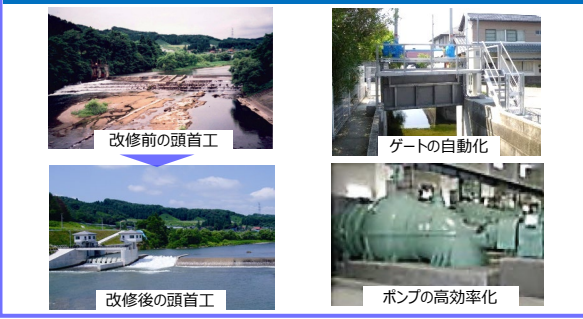 改修前の頭首工
ゲートの自動化
改修後の頭首工
ポンプの高効率化